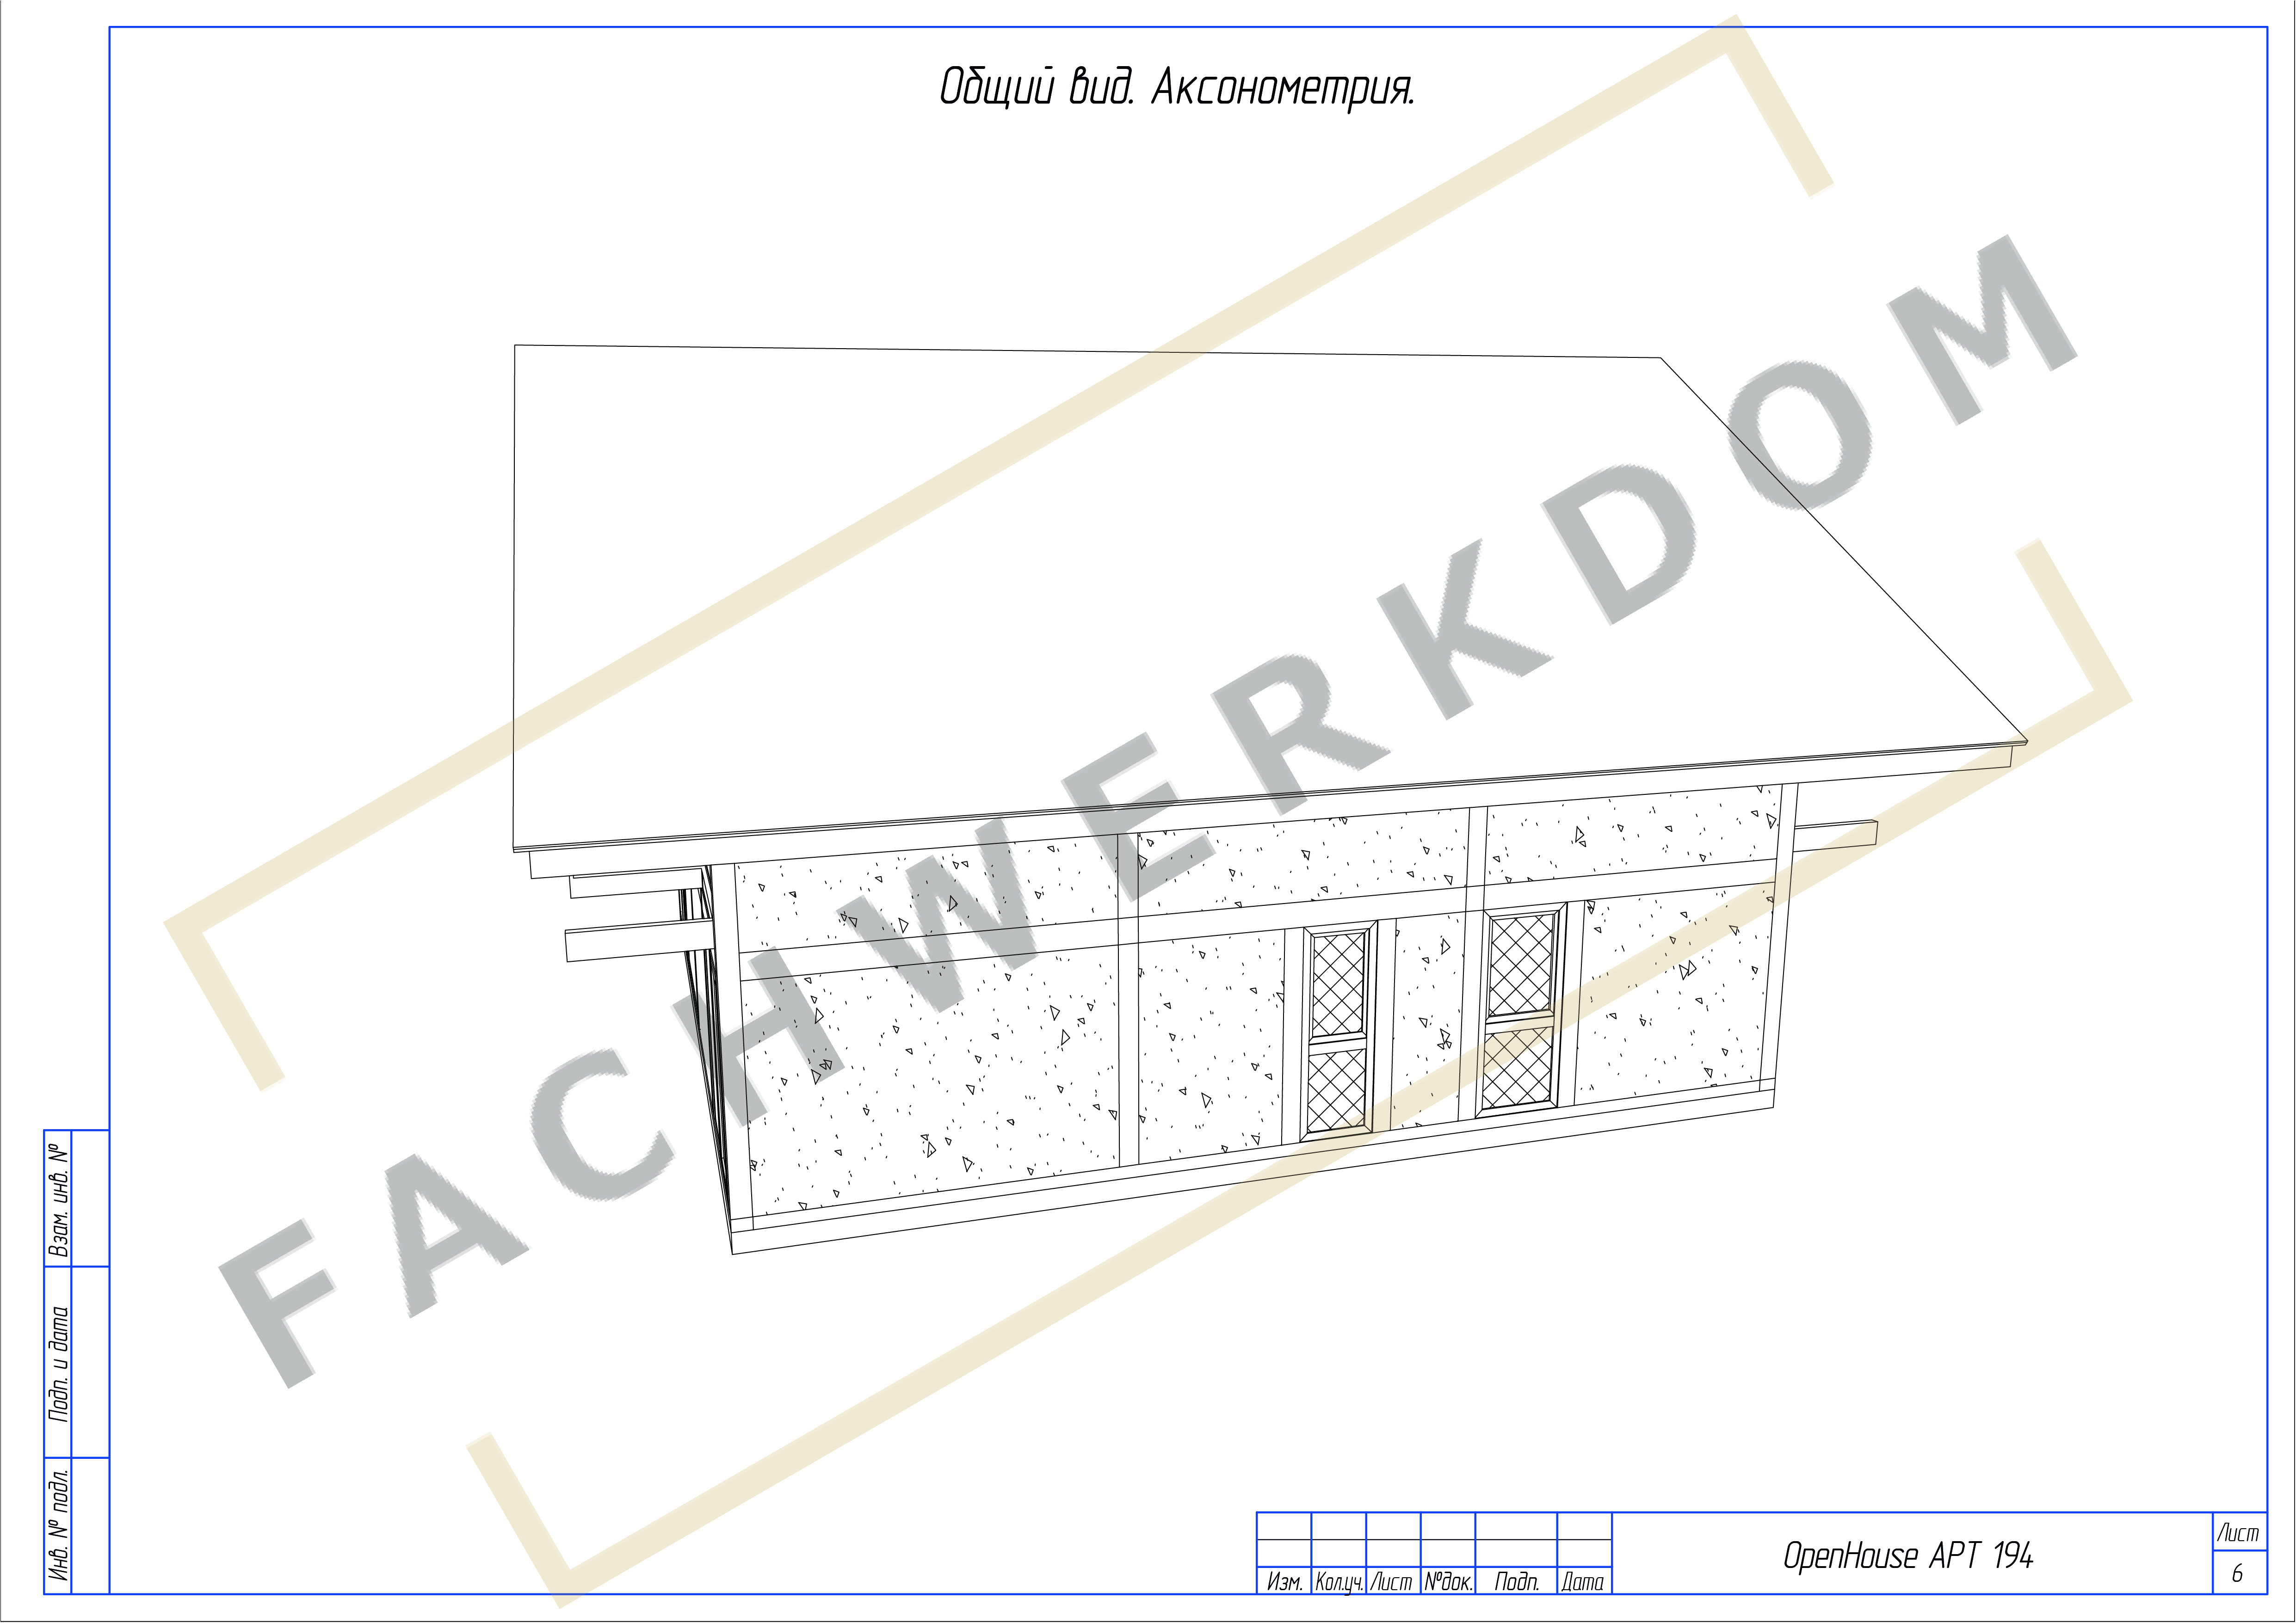 Общий вид. Аксонометрия.
FACHWERKDOM
Взам. инв. №
Подп. и дата
Инв. № подл.
Изм. Кол.уч. Лист №док. Подп. Дата
OpenHouse АРТ 194
Лист
6